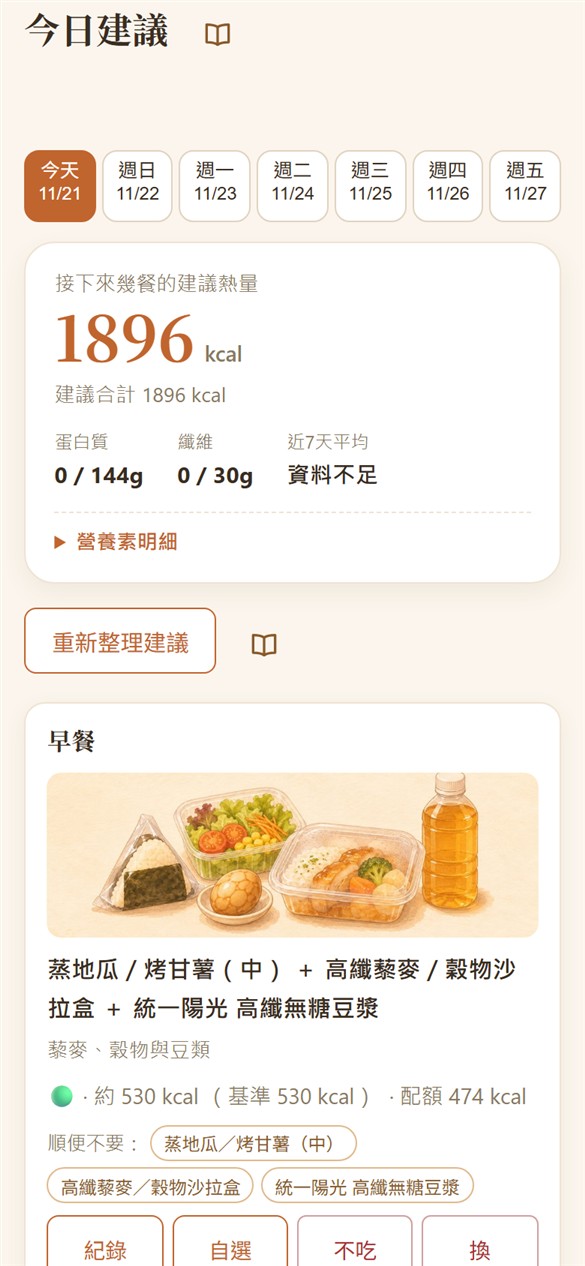 今日建議
今天 週日 週一 週二 週三 週四 週五
11/21 11/22 11/23 11/24 11/25 11/26 11/27
接下來幾餐的建議熱量
1896 kcal
建議合計 1896 kcal
蛋白質 纖維 近7天平均
0 / 144g 0 / 30g 資料不足
▶ 營養素明細
重新整理建議
早餐
蒸地瓜 / 烤甘薯 ( 中 ) + 高纖藜麥 / 穀物沙
拉盒 + 統一陽光 高纖無糖豆漿
藜麥、穀物與豆類
· 約 530 kcal ( 基準 530 kcal ) · 配額 474 kcal
順便不要： 蒸地瓜／烤甘薯（中）
高纖藜麥／穀物沙拉盒 統一陽光 高纖無糖豆漿
紀錄 自選 不吃 換